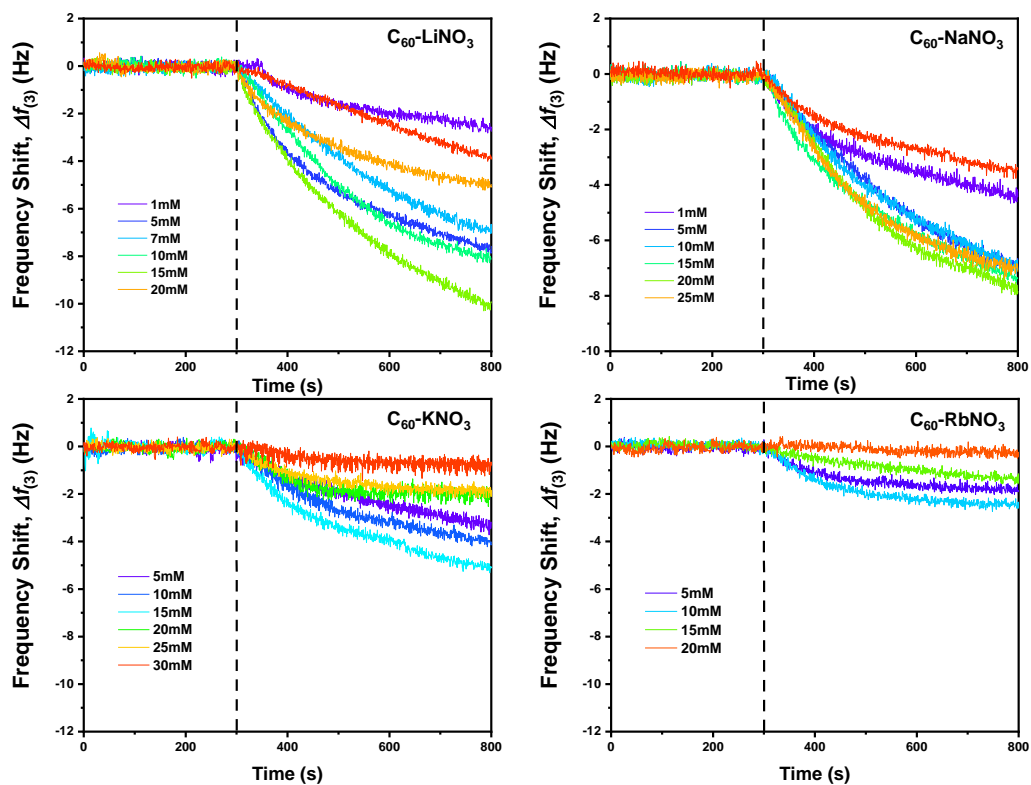 C60-LiNO3
Frequency Shift, Δf(3) (Hz)
2
0
-2
-4
-6
-8
-10
-12
1mM
5mM
7mM
10mM
15mM
20mM
0 200 400 600 800
Time (s)
C60-NaNO3
Frequency Shift, Δf(3) (Hz)
2
0
-2
-4
-6
-8
-10
1mM
5mM
10mM
15mM
20mM
25mM
0 200 400 600 800
Time (s)
C60-KNO3
Frequency Shift, Δf(3) (Hz)
2
0
-2
-4
-6
-8
-10
-12
5mM
10mM
15mM
20mM
25mM
30mM
0 200 400 600 800
Time (s)
C60-RbNO3
Frequency Shift, Δf(3) (Hz)
2
0
-2
-4
-6
-8
-10
-12
5mM
10mM
15mM
20mM
0 200 400 600 800
Time (s)